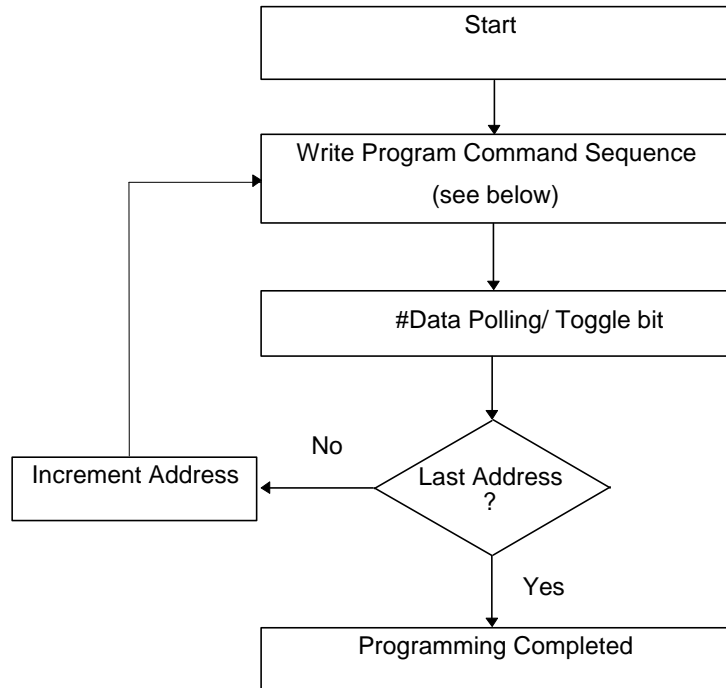 Start
Write Program Command Sequence
(see below)
#Data Polling/ Toggle bit
No
Increment Address
Last Address
?
Yes
Programming Completed